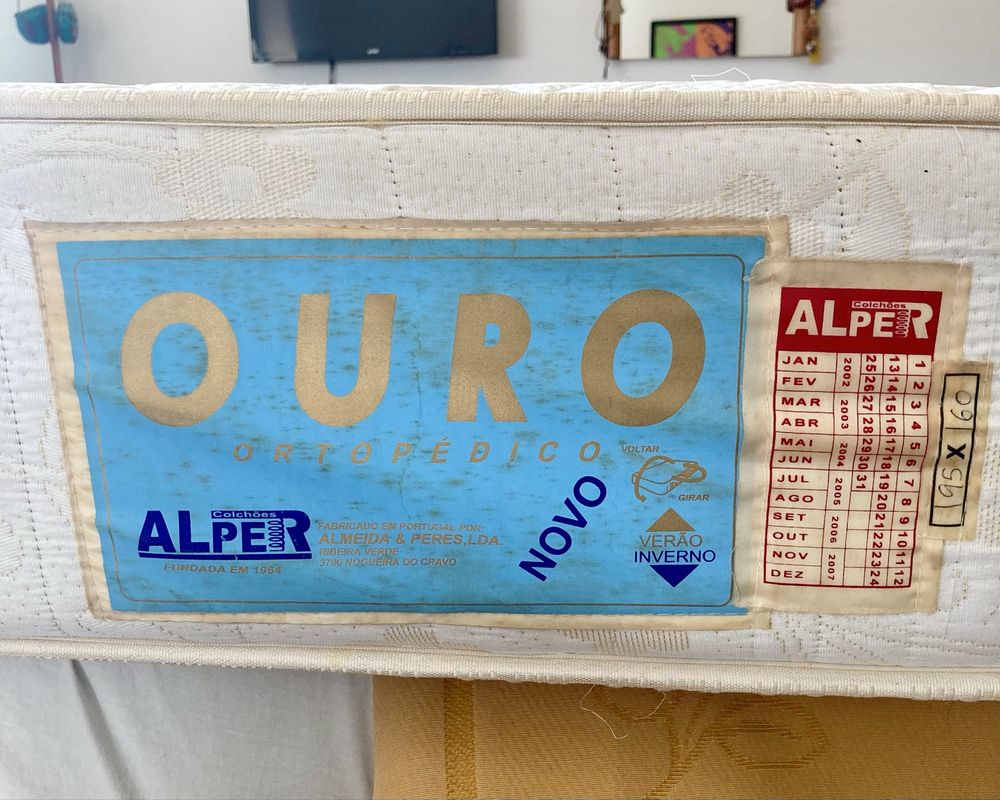 OURO
ORTOPÉDICO
VOLTAR
GIRAR
NOVO
Colchões
ALPER
FUNDADA EM 1964
FABRICADO EM PORTUGAL POR:
ALMEIDA & PERES,LDA.
RIBEIRA VERDE
3700 NOGUEIRA DO CRAVO
VERÃO
INVERNO
Colchões
ALPER
JAN 2002 25 13 1
FEV 26 14 2
MAR 2003 27 15 3
ABR 28 16 4
MAI 2004 29 17 5
JUN 30 18 6
JUL 2005 31 19 7
AGO 20 8
SET 2006 21 9
OUT 22 10
NOV 2007 23 11
DEZ 24 12
195 X 90